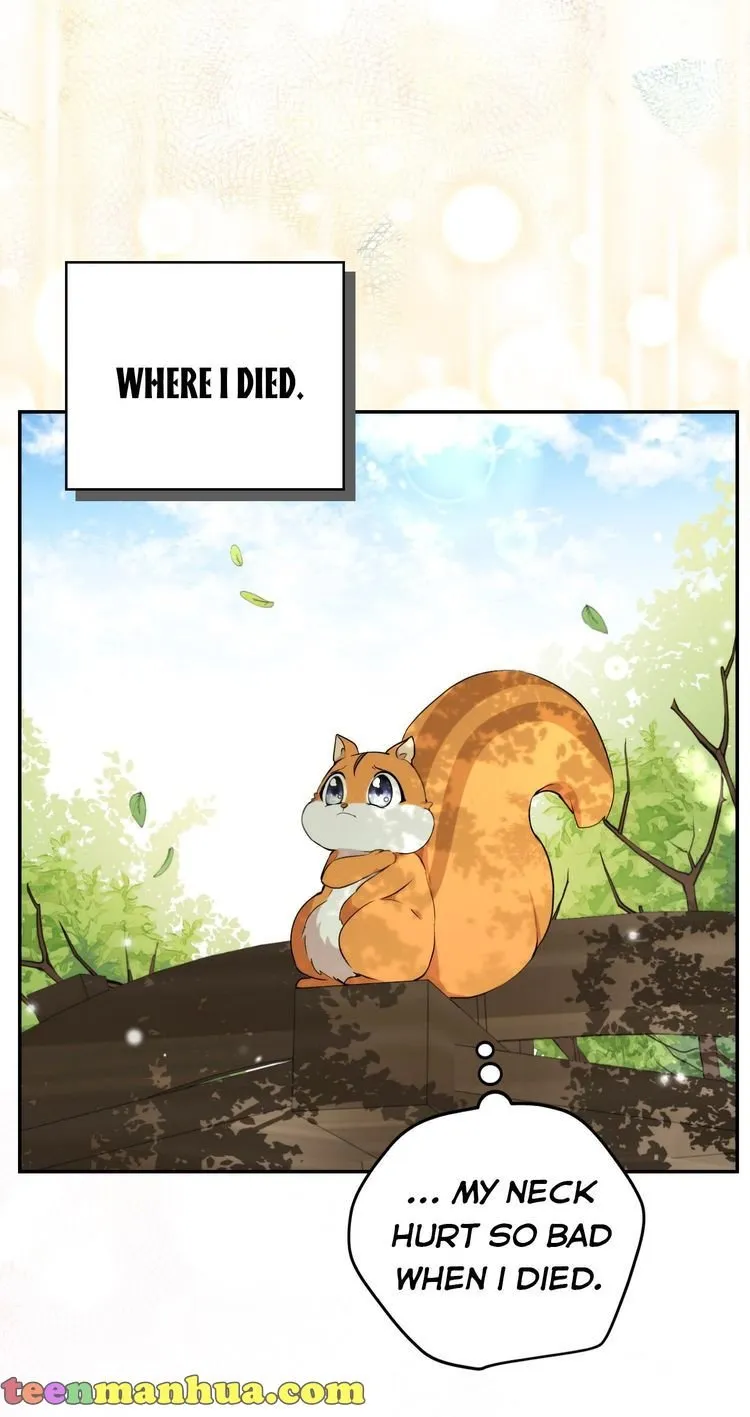 WHERE I DIED.
... MY NECK
HURT SO BAD
WHEN I DIED.
teenmanhua.com